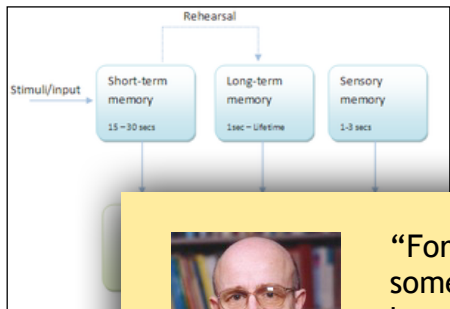 Rehearsal
Stimuli/input
Short-term
memory
15 – 30 secs
Long-term
memory
1sec – Lifetime
Sensory
memory
1-3 secs
“For
some